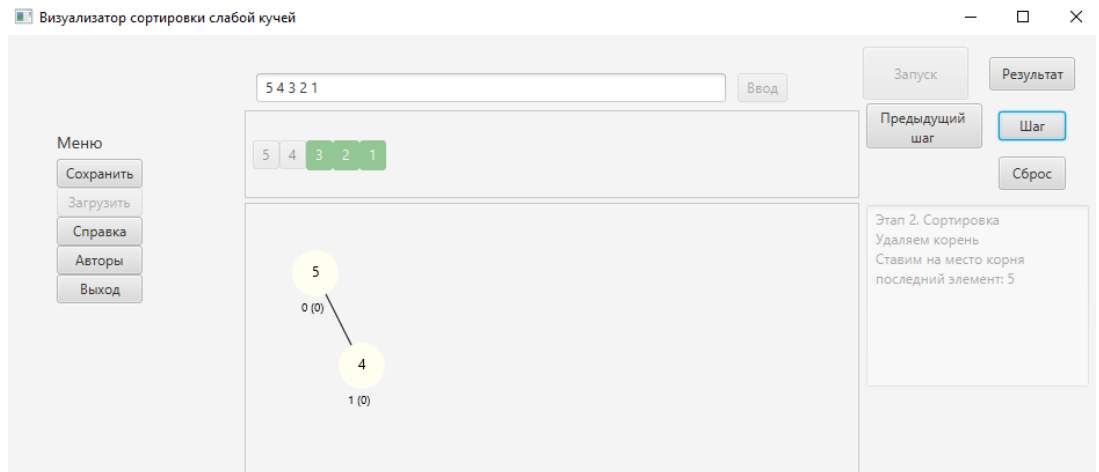 Визуализатор сортировки слабой кучей
5 4 3 2 1
Ввод
Запуск
Результат
Предыдущий
шаг
Шаг
Сброс
Меню
Сохранить
Загрузить
Справка
Авторы
Выход
5 4 3 2 1
5
0 (0)
4
1 (0)
Этап 2. Сортировка
Удаляем корень
Ставим на место корня
последний элемент: 5